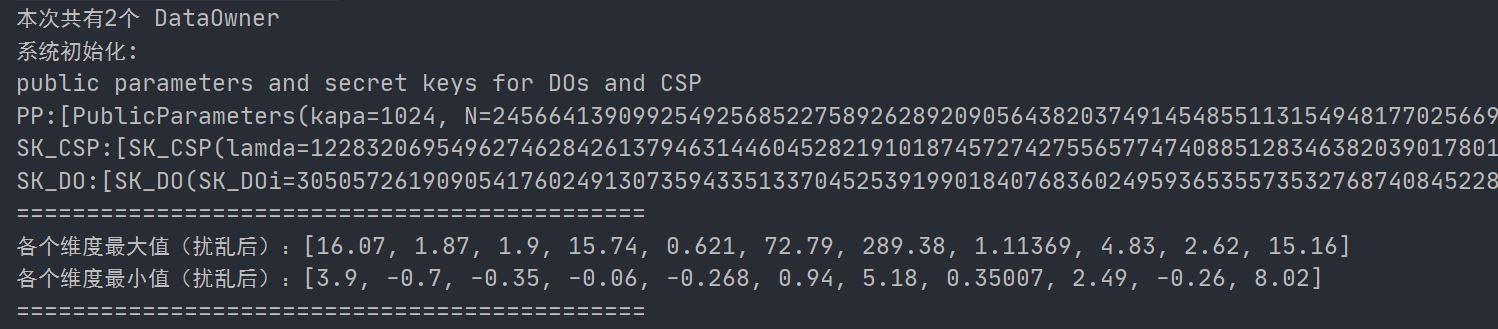 本次共有2个 DataOwner
系统初始化:
public parameters and secret keys for DOs and CSP
PP:[PublicParameters(kapa=1024, N=245664139099254925685227589262892090564382037491454855113154948177025669
SK_CSP:[SK_CSP(lamda=1228320695496274628426137946314460452821910187457274275565774740885128346382039017801
SK_DO:[SK_DO(SK_DOi=3050572619090541760249130735943351337045253919901840768360249593653557353276874084522​8
=============================================
各个维度最大值（扰乱后）：[16.07, 1.87, 1.9, 15.74, 0.621, 72.79, 289.38, 1.11369, 4.83, 2.62, 15.16]
各个维度最小值（扰乱后）：[3.9, -0.7, -0.35, -0.06, -0.268, 0.94, 5.18, 0.35007, 2.49, -0.26, 8.02]
=============================================